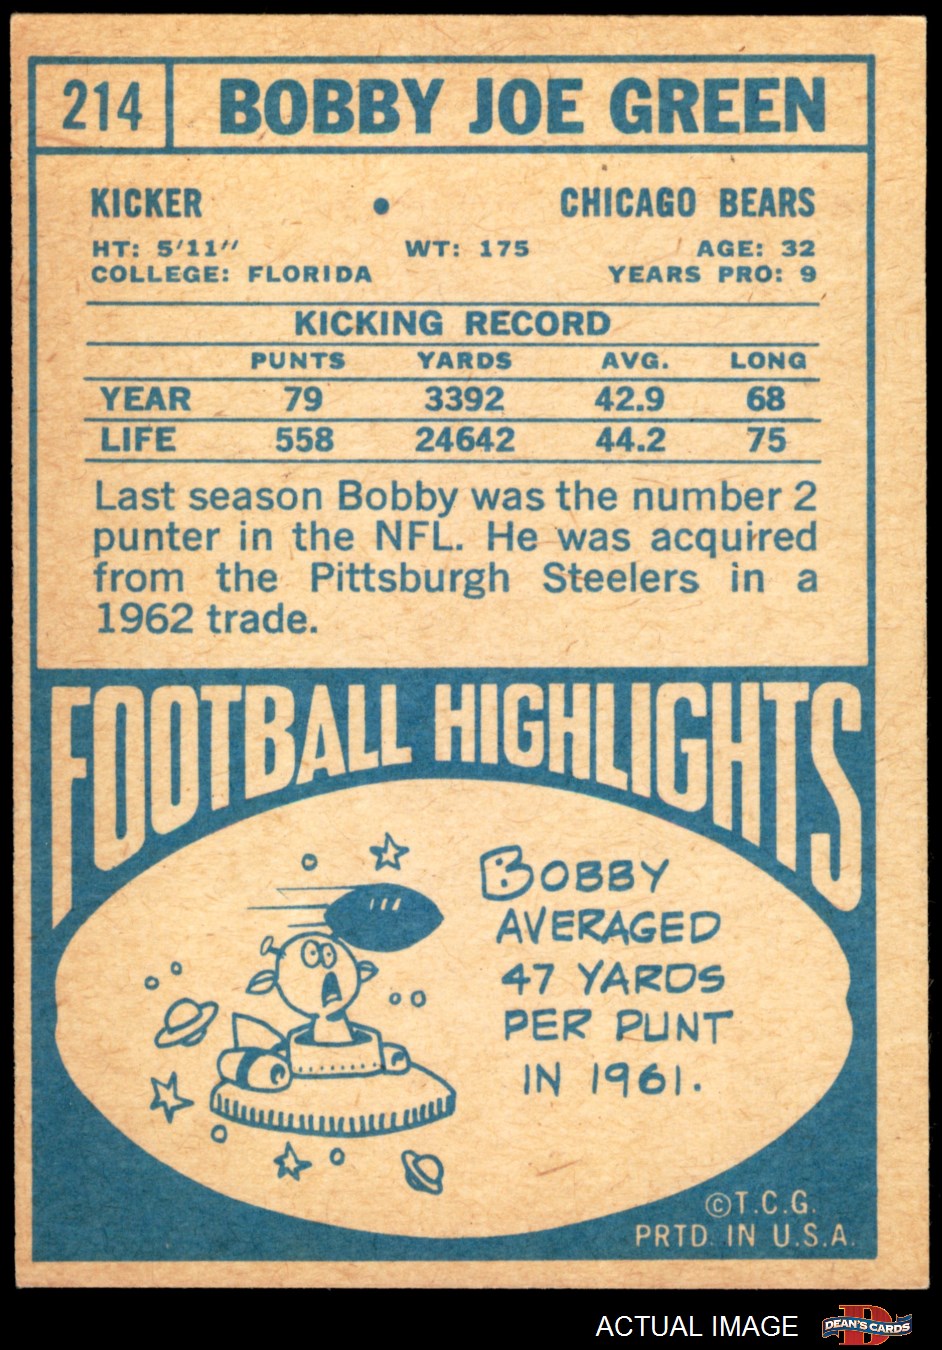 214 BOBBY JOE GREEN
KICKER • CHICAGO BEARS
HT: 5'11" WT: 175 AGE: 32
COLLEGE: FLORIDA YEARS PRO: 9
KICKING RECORD
PUNTS YARDS AVG. LONG
YEAR 79 3392 42.9 68
LIFE 558 24642 44.2 75
Last season Bobby was the number 2
punter in the NFL. He was acquired
from the Pittsburgh Steelers in a
1962 trade.
FOOTBALL HIGHLIGHTS
BOBBY
AVERAGED
47 YARDS
PER PUNT
IN 1961.
©T.C.G.
PRTD. IN U.S.A.
ACTUAL IMAGE D DEAN'S CARDS